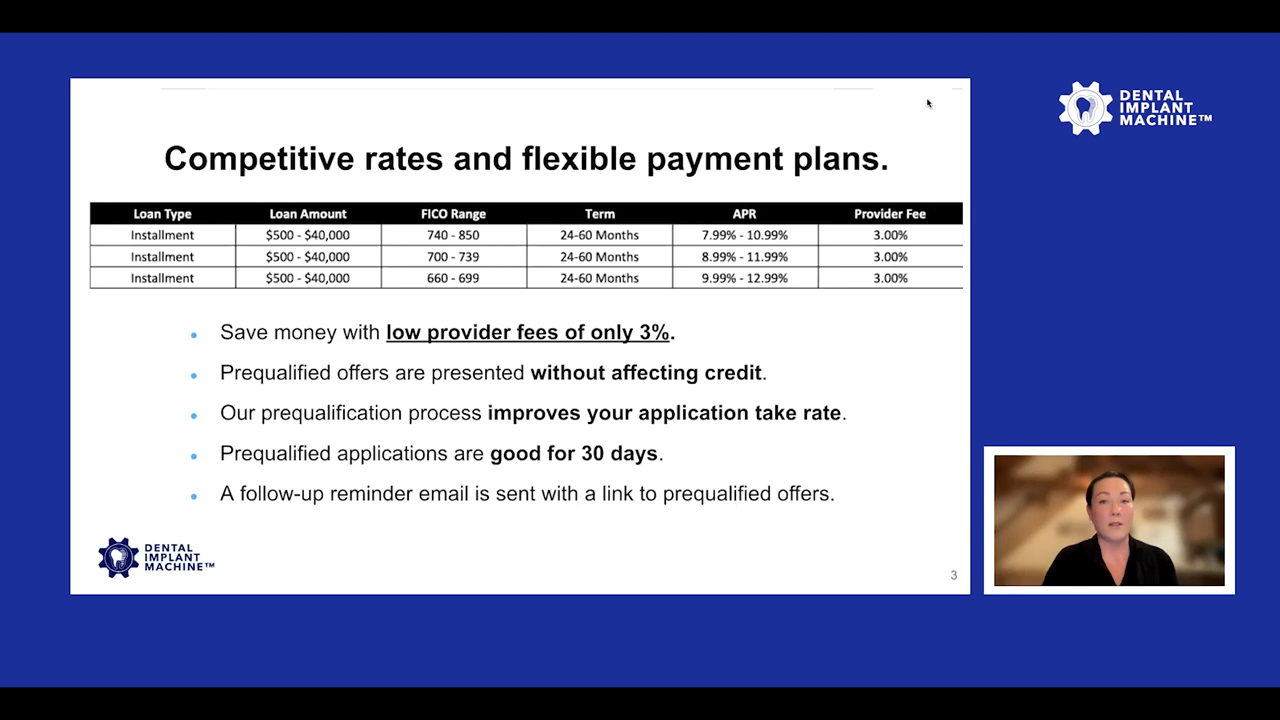 DENTAL
IMPLANT
MACHINE™
Competitive rates and flexible payment plans.
Loan Type Loan Amount FICO Range Term APR Provider Fee
Installment $500 - $40,000 740 - 850 24-60 Months 7.99% - 10.99% 3.00%
Installment $500 - $40,000 700 - 739 24-60 Months 8.99% - 11.99% 3.00%
Installment $500 - $40,000 660 - 699 24-60 Months 9.99% - 12.99% 3.00%
• Save money with low provider fees of only 3%.
• Prequalified offers are presented without affecting credit.
• Our prequalification process improves your application take rate.
• Prequalified applications are good for 30 days.
• A follow-up reminder email is sent with a link to prequalified offers.
DENTAL
IMPLANT
MACHINE™
3